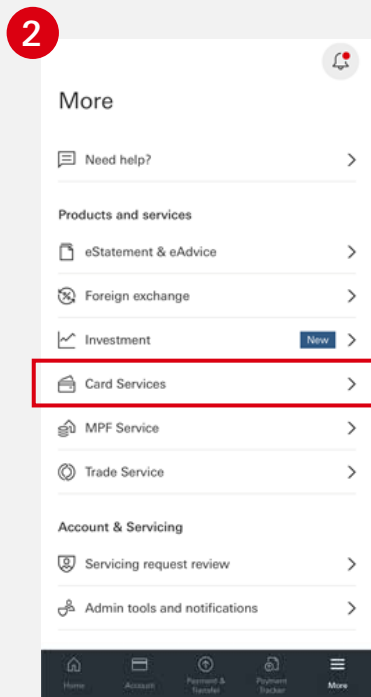 2
More
Need help?
Products and services
eStatement & eAdvice
Foreign exchange
Investment New
Card Services
MPF Service
Trade Service
Account & Servicing
Servicing request review
Admin tools and notifications
Home Account Payment & Transfer Payment Tracker More